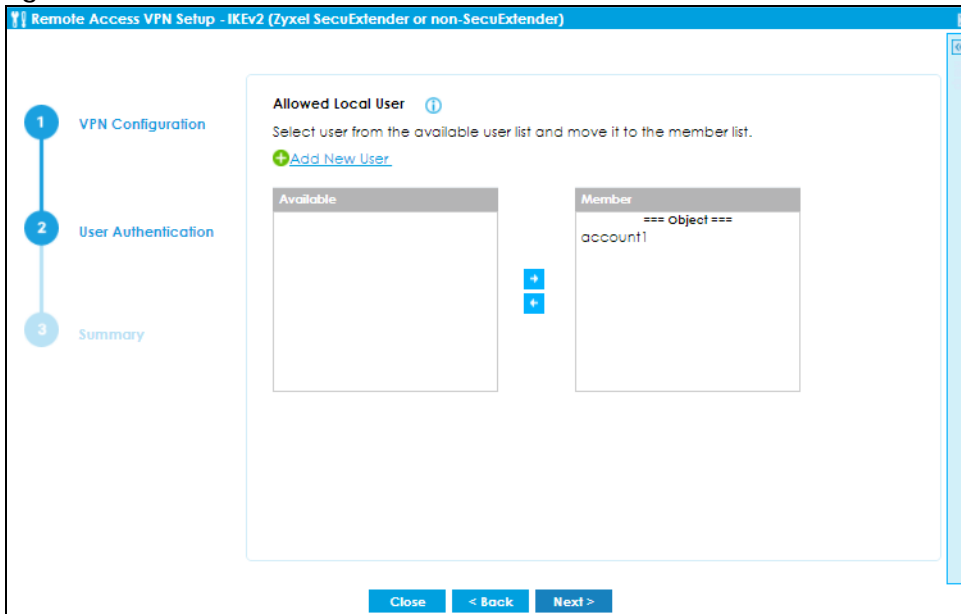 Remote Access VPN Setup - IKEv2 (Zyxel SecuExtender or non-SecuExtender)
1 VPN Configuration
2 User Authentication
3 Summary
Allowed Local User
Select user from the available user list and move it to the member list.
Add New User
Available
Member
=== Object ===
account1
Close < Back Next >